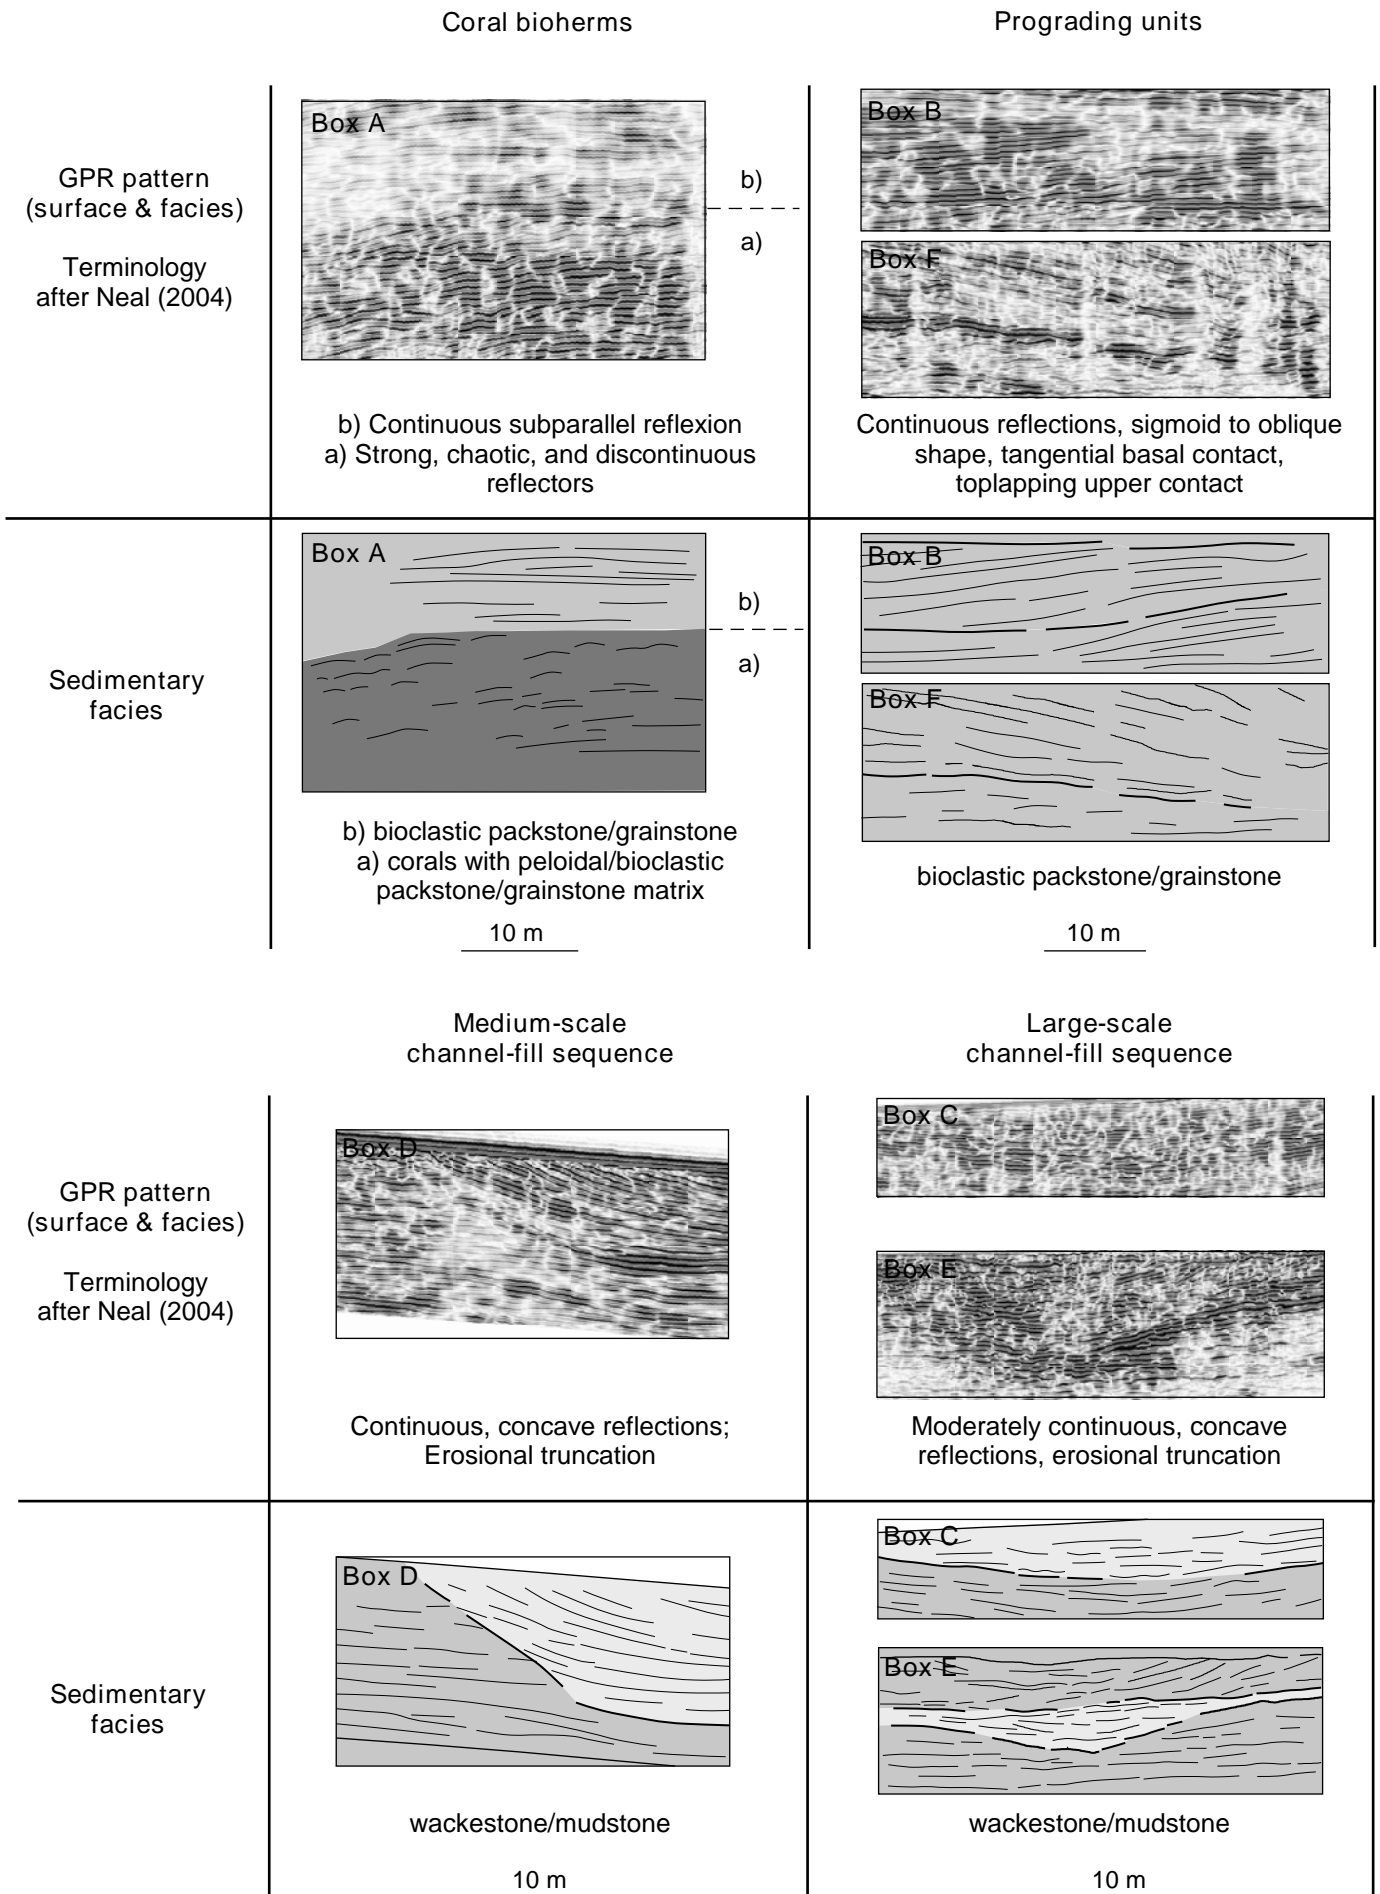 Coral bioherms
Prograding units
GPR pattern
(surface & facies)
Terminology
after Neal (2004)
Box A
b)
a)
Box B
Box F
b) Continuous subparallel reflexion
a) Strong, chaotic, and discontinuous
reflectors
Continuous reflections, sigmoid to oblique
shape, tangential basal contact,
toplapping upper contact
Sedimentary
facies
Box A
b)
a)
Box B
Box F
b) bioclastic packstone/grainstone
a) corals with peloidal/bioclastic
packstone/grainstone matrix
bioclastic packstone/grainstone
10 m
10 m
Medium-scale
channel-fill sequence
Large-scale
channel-fill sequence
GPR pattern
(surface & facies)
Terminology
after Neal (2004)
Box D
Box C
Box E
Continuous, concave reflections;
Erosional truncation
Moderately continuous, concave
reflections, erosional truncation
Sedimentary
facies
Box D
Box C
Box E
wackestone/mudstone
wackestone/mudstone
10 m
10 m